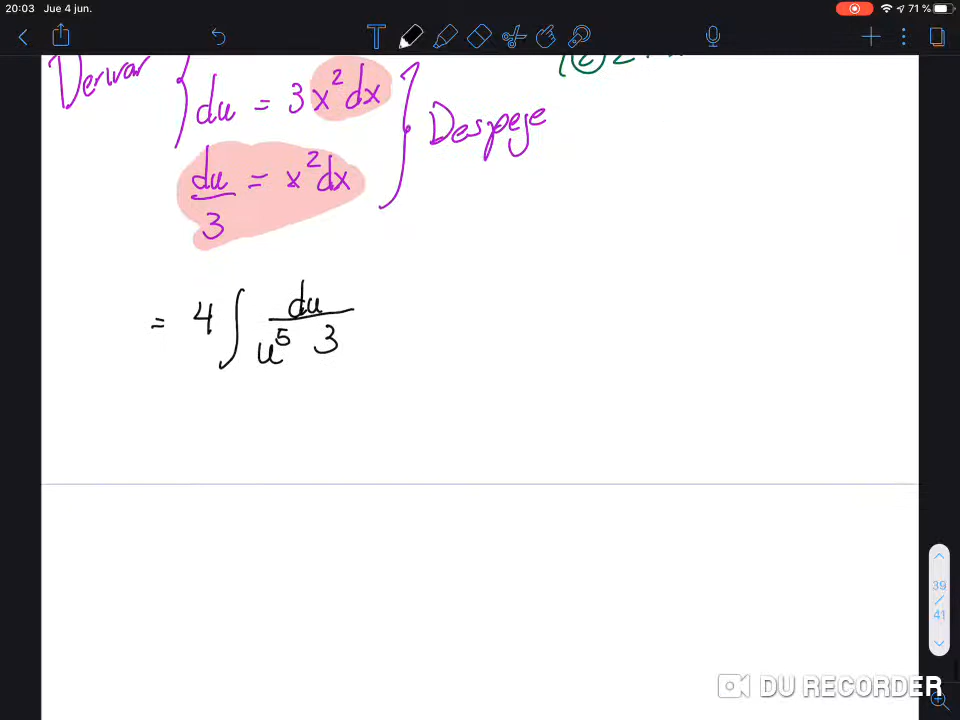 20:03 Jue 4 jun. 71 %
Derivar
du = 3x²dx
Despeje
du/3 = x²dx
= 4∫ du/(u⁵ 3)
39
/
41
DU RECORDER